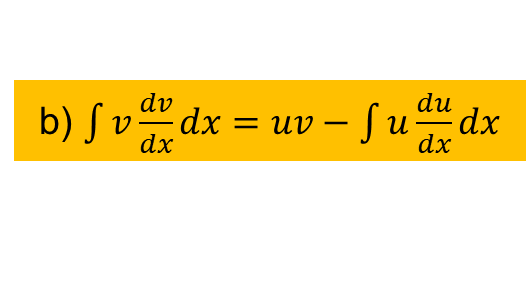 b) ∫ v dv/dx dx = uv − ∫ u du/dx dx